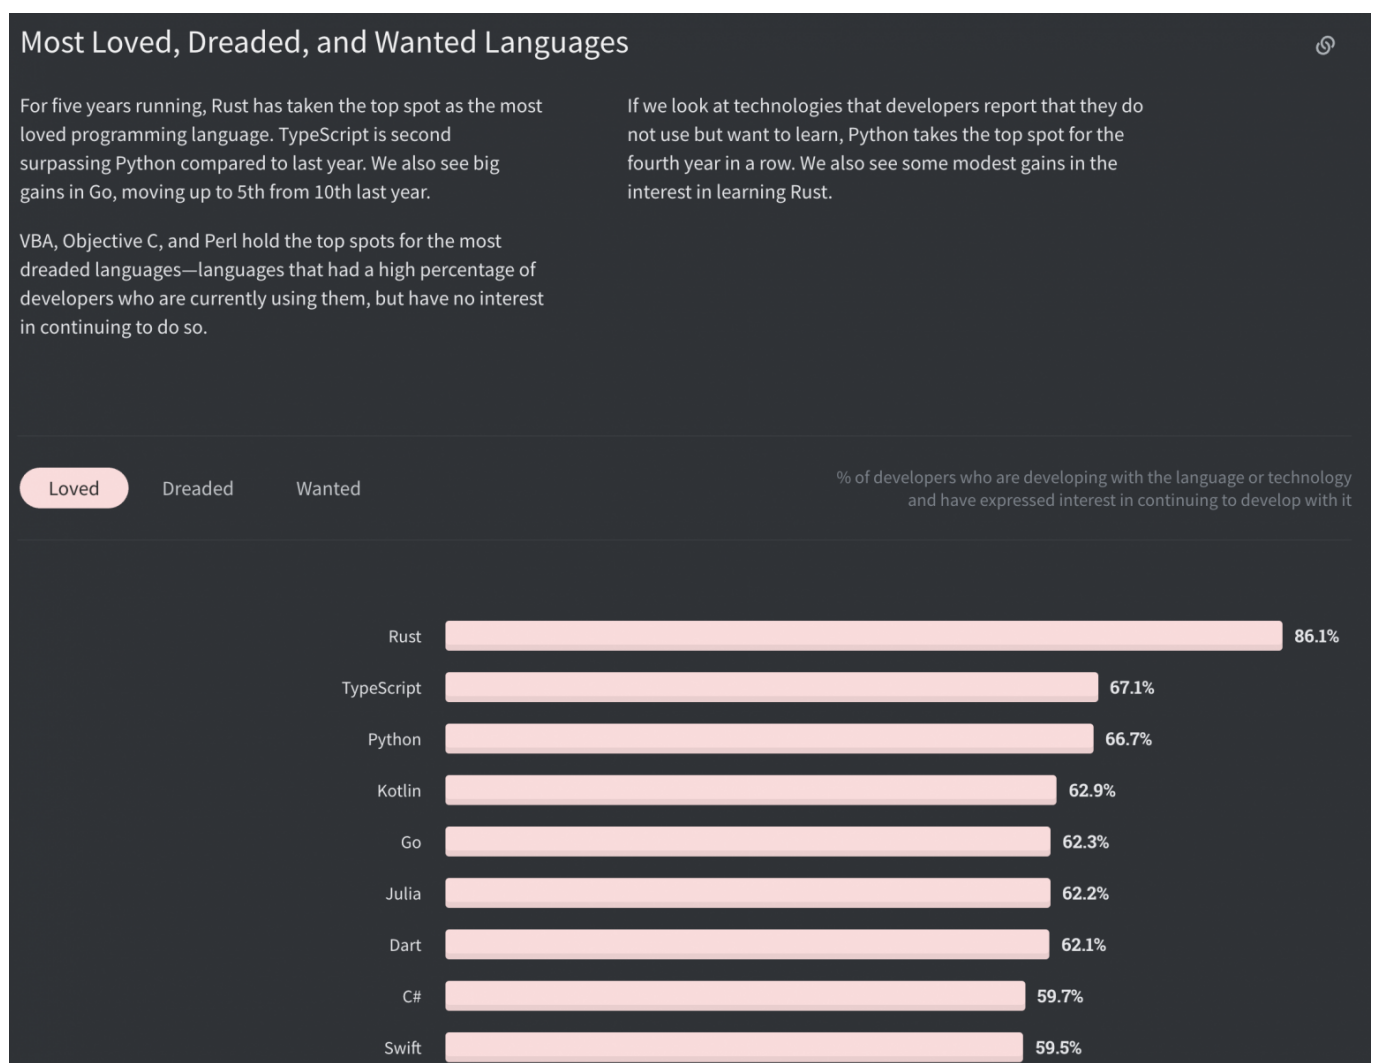 Most Loved, Dreaded, and Wanted Languages
For five years running, Rust has taken the top spot as the most
loved programming language. TypeScript is second
surpassing Python compared to last year. We also see big
gains in Go, moving up to 5th from 10th last year.
VBA, Objective C, and Perl hold the top spots for the most
dreaded languages—languages that had a high percentage of
developers who are currently using them, but have no interest
in continuing to do so.
If we look at technologies that developers report that they do
not use but want to learn, Python takes the top spot for the
fourth year in a row. We also see some modest gains in the
interest in learning Rust.
Loved Dreaded Wanted
% of developers who are developing with the language or technology
and have expressed interest in continuing to develop with it
Rust 86.1%
TypeScript 67.1%
Python 66.7%
Kotlin 62.9%
Go 62.3%
Julia 62.2%
Dart 62.1%
C# 59.7%
Swift 59.5%